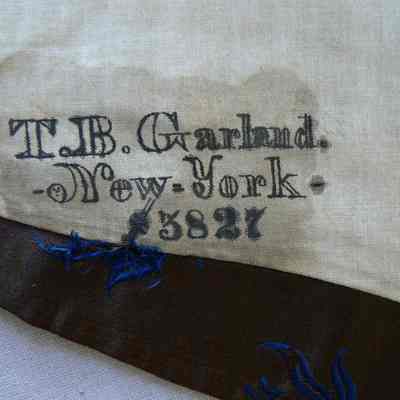 T.B. Garland.
-New-York-
#3827